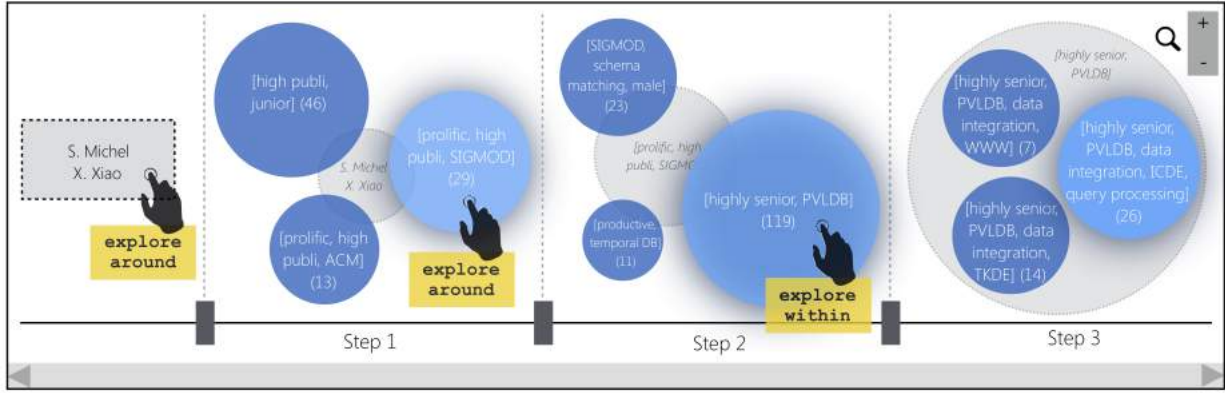 S. Michel
X. Xiao
explore
around
[high publi,
junior] (46)
S. Michel
X. Xiao
[prolific, high
publi, SIGMOD]
(29)
[prolific, high
publi, ACM]
(13)
explore
around
Step 1
[SIGMOD,
schema
matching, male]
(23)
[prolific, high
publi, SIGMO
[highly senior, PVLDB]
(119)
[productive,
temporal DB]
(11)
explore
within
Step 2
[highly senior,
PVLDB]
[highly senior,
PVLDB, data
integration,
WWW] (7)
[highly senior,
PVLDB, data
integration, ICDE,
query processing]
(26)
[highly senior,
PVLDB, data
integration,
TKDE] (14)
+
-
Step 3